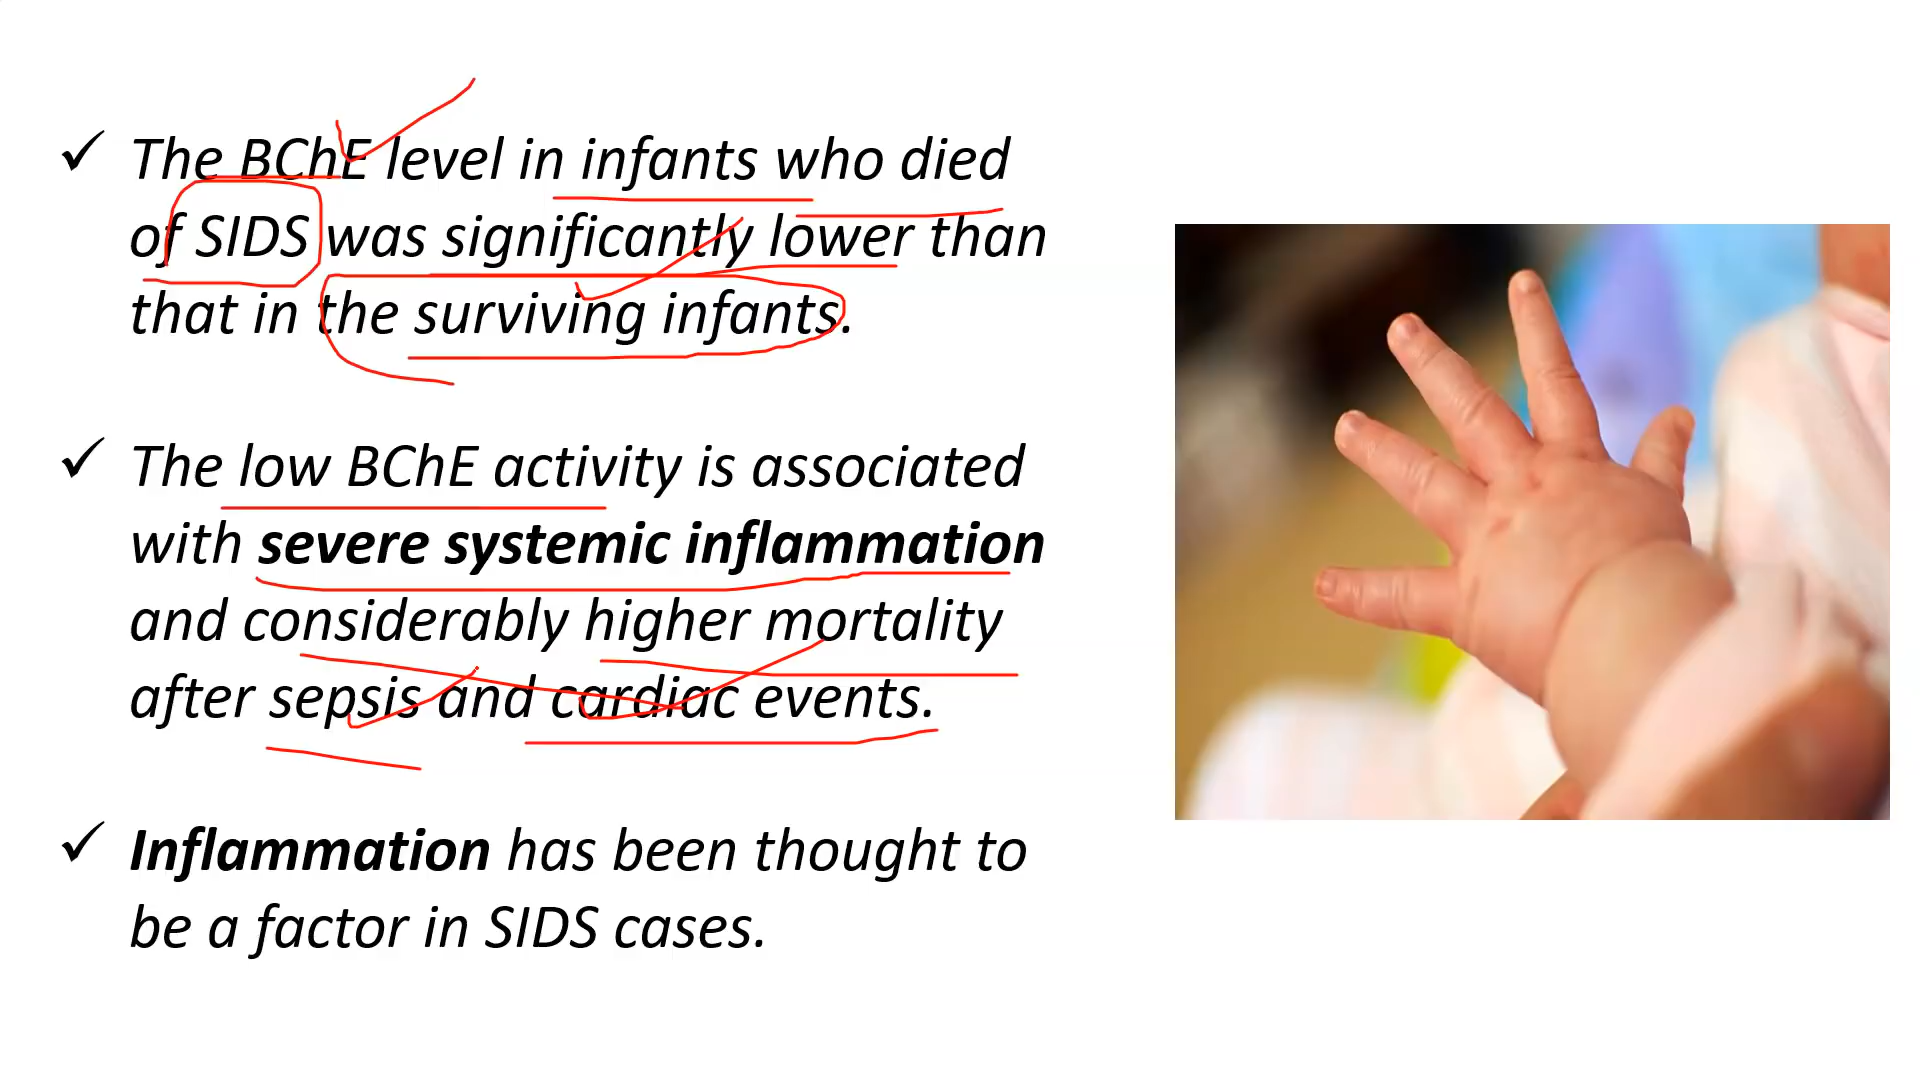 ✓ The BChE level in infants who died
of SIDS was significantly lower than
that in the surviving infants.
✓ The low BChE activity is associated
with severe systemic inflammation
and considerably higher mortality
after sepsis and cardiac events.
✓ Inflammation has been thought to
be a factor in SIDS cases.